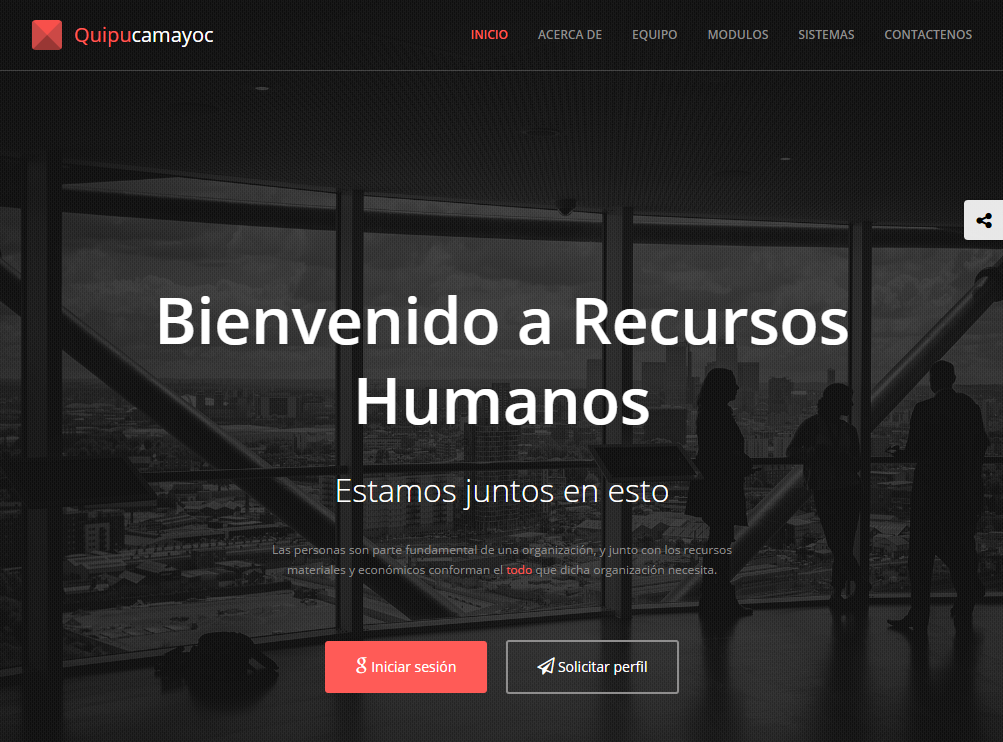 Quipucamayoc
INICIO ACERCA DE EQUIPO MODULOS SISTEMAS CONTACTENOS
Bienvenido a Recursos
Humanos
Estamos juntos en esto
Las personas son parte fundamental de una organización, y junto con los recursos
materiales y económicos conforman el todo que dicha organización necesita.
Iniciar sesión
Solicitar perfil